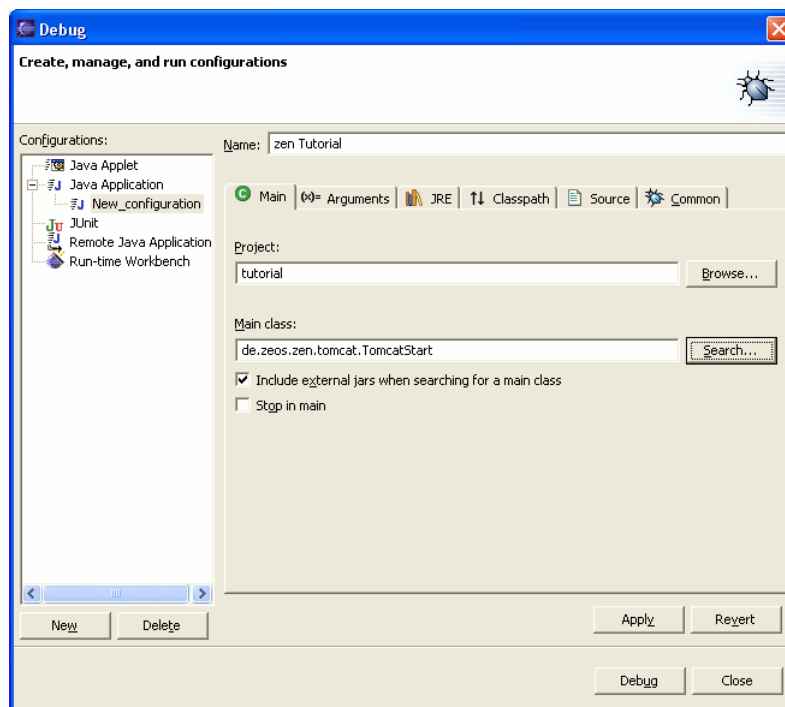 Debug
Create, manage, and run configurations
Configurations:
Java Applet
Java Application
New_configuration
JUnit
Remote Java Application
Run-time Workbench
New
Delete
Name: zen Tutorial
Main (x)= Arguments JRE Classpath Source Common
Project:
tutorial Browse...
Main class:
de.zeos.zen.tomcat.TomcatStart Search...
Include external jars when searching for a main class
Stop in main
Apply Revert
Debug Close